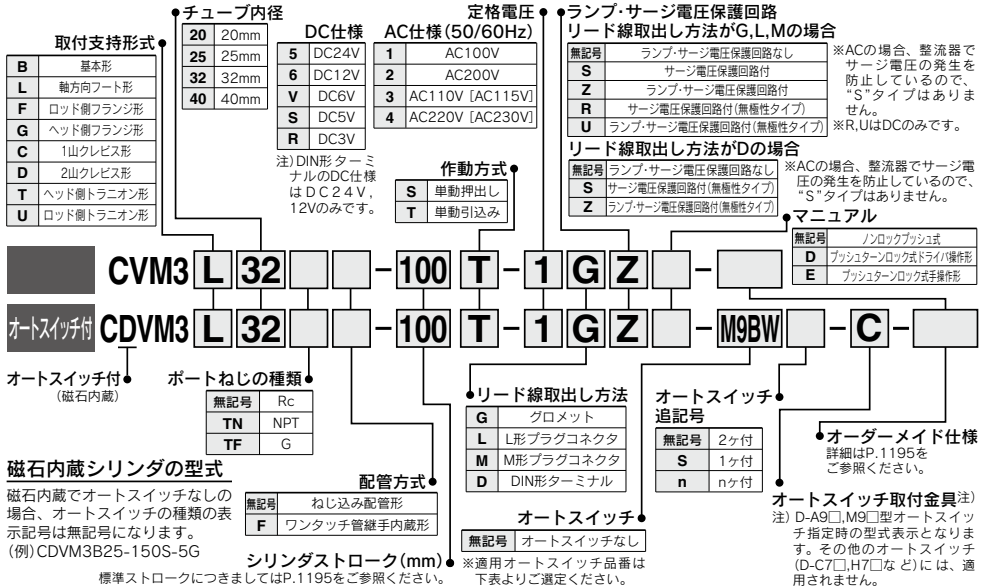 チューブ内径
20 20mm
25 25mm
32 32mm
40 40mm
取付支持形式
B 基本形
L 軸方向フート形
F ロッド側フランジ形
G ヘッド側フランジ形
C 1山クレビス形
D 2山クレビス形
T ヘッド側トラニオン形
U ロッド側トラニオン形
定格電圧
DC仕様
5 DC24V
6 DC12V
V DC6V
S DC5V
R DC3V
注)DIN形ターミ
ナルのDC仕様
はDC24V,
12Vのみです。
AC仕様(50/60Hz)
1 AC100V
2 AC200V
3 AC110V [AC115V]
4 AC220V [AC230V]
作動方式
S 単動押出し
T 単動引込み
ランプ・サージ電圧保護回路
リード線取出し方法がG,L,Mの場合
無記号 ランプ・サージ電圧保護回路なし
S サージ電圧保護回路付
Z ランプ・サージ電圧保護回路付
R サージ電圧保護回路付(無極性タイプ)
U ランプ・サージ電圧保護回路付(無極性タイプ)
※ACの場合、整流器で
サージ電圧の発生を
防止しているので、
“S”タイプはありま
せん。
※R,UはDCのみです。
リード線取出し方法がDの場合
無記号 ランプ・サージ電圧保護回路なし
S サージ電圧保護回路付(無極性タイプ)
Z ランプ・サージ電圧保護回路付(無極性タイプ)
※ACの場合、整流器でサージ電
圧の発生を防止しているので、
“S”タイプはありません。
マニュアル
無記号 ノンロックプッシュ式
D プッシュターンロック式ドライバ操作形
E プッシュターンロック式手操作形
CVM3 L 32 - 100 T - 1 G Z -
オートスイッチ付 CDVM3 L 32 - 100 T - 1 G Z - M9BW - C -
オートスイッチ付
(磁石内蔵)
ポートねじの種類
無記号 Rc
TN NPT
TF G
磁石内蔵シリンダの型式
磁石内蔵でオートスイッチなしの
場合、オートスイッチの種類の表
示記号は無記号になります。
(例)CDVM3B25-150S-5G
配管方式
無記号 ねじ込み配管形
F ワンタッチ管継手内蔵形
シリンダストローク(mm)
標準ストロークにつきましてはP.1195をご参照ください。
リード線取出し方法
G グロメット
L L形プラグコネクタ
M M形プラグコネクタ
D DIN形ターミナル
オートスイッチ
無記号 オートスイッチなし
※適用オートスイッチ品番は
下表よりご選定ください。
オートスイッチ
追記号
無記号 2ヶ付
S 1ヶ付
n nヶ付
オーダーメイド仕様
詳細はP.1195を
ご参照ください。
オートスイッチ取付金具注)
注) D-A9□,M9□型オートスイッ
チ指定時の型式表示となりま
す。その他のオートスイッチ
(D-C7□,H7□など)には、適
用されません。